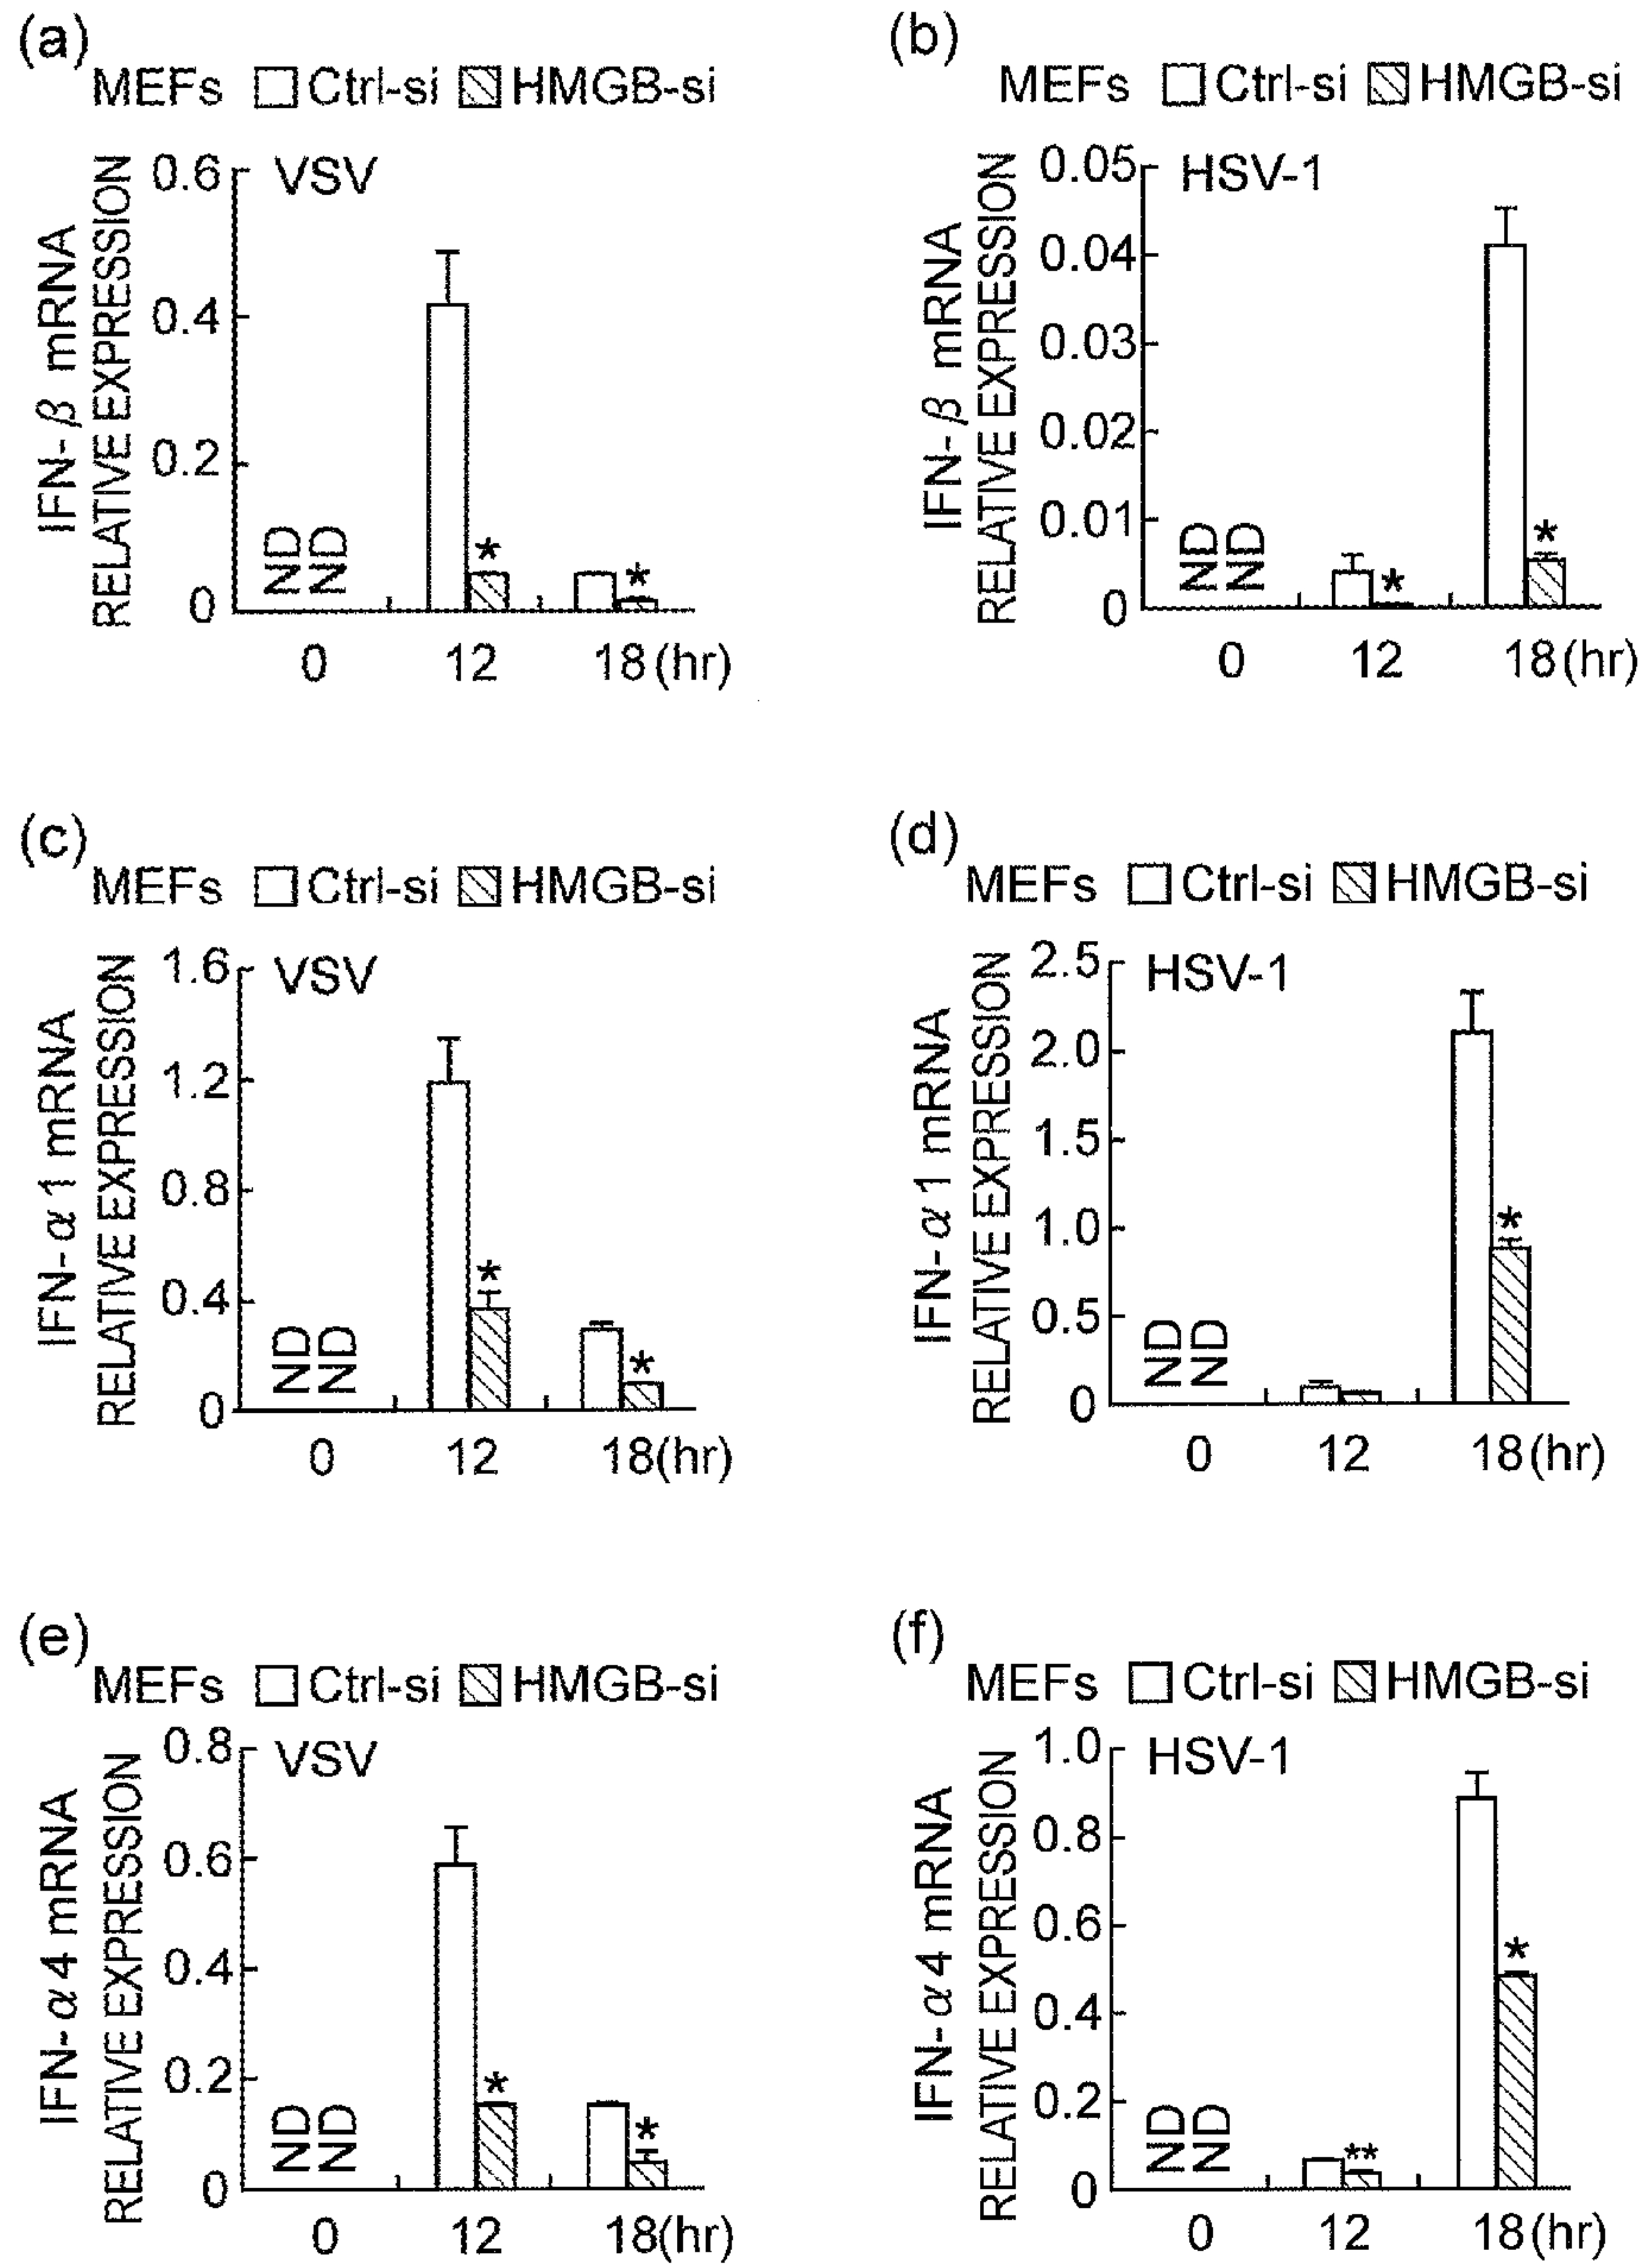 (a)
MEFs Ctrl-si HMGB-si
IFN-β mRNA
RELATIVE EXPRESSION
VSV
0.6
0.4
0.2
0
ND
ND
*
*
0 12 18(hr)
(b)
MEFs Ctrl-si HMGB-si
IFN-β mRNA
RELATIVE EXPRESSION
HSV-1
0.05
0.04
0.03
0.02
0.01
0
ND
ND
*
*
0 12 18(hr)
(c)
MEFs Ctrl-si HMGB-si
IFN-α1 mRNA
RELATIVE EXPRESSION
VSV
1.6
1.2
0.8
0.4
0
ND
ND
*
*
0 12 18(hr)
(d)
MEFs Ctrl-si HMGB-si
IFN-α1 mRNA
RELATIVE EXPRESSION
HSV-1
2.5
2.0
1.5
1.0
0.5
0
ND
ND
*
0 12 18(hr)
(e)
MEFs Ctrl-si HMGB-si
IFN-α4 mRNA
RELATIVE EXPRESSION
VSV
0.8
0.6
0.4
0.2
0
ND
ND
*
*
0 12 18(hr)
(f)
MEFs Ctrl-si HMGB-si
IFN-α4 mRNA
RELATIVE EXPRESSION
HSV-1
1.0
0.8
0.6
0.4
0.2
0
ND
ND
**
*
0 12 18(hr)